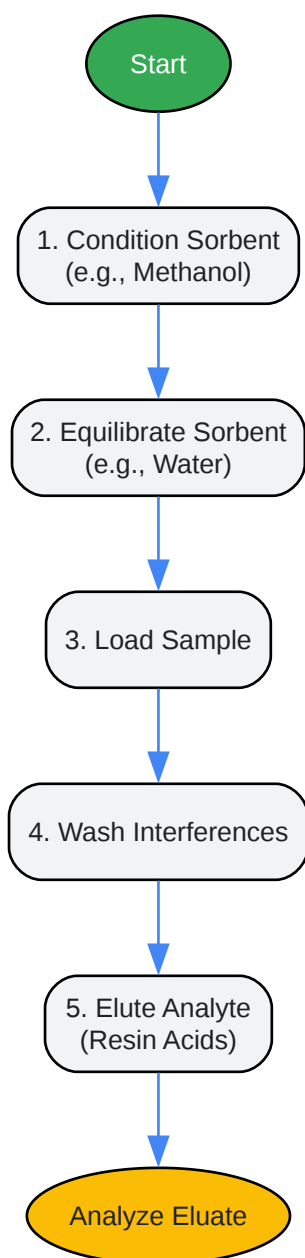 Start
1. Condition Sorbent
(e.g., Methanol)
2. Equilibrate Sorbent
(e.g., Water)
3. Load Sample
4. Wash Interferences
5. Elute Analyte
(Resin Acids)
Analyze Eluate